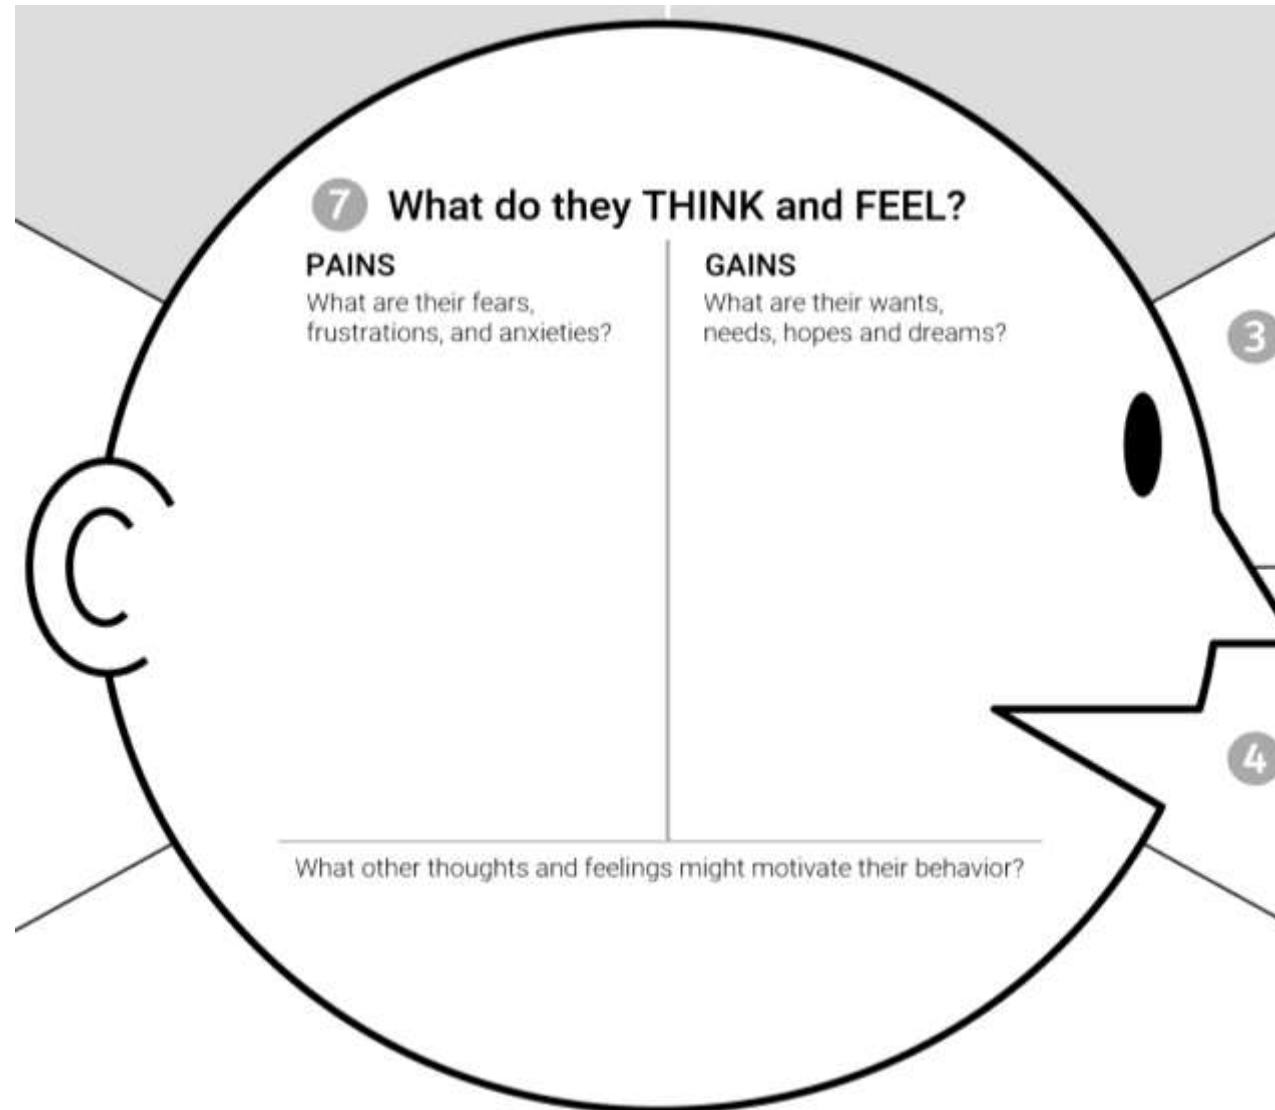 7 What do they THINK and FEEL?
PAINS
What are their fears,
frustrations, and anxieties?
GAINS
What are their wants,
needs, hopes and dreams?
3
4
What other thoughts and feelings might motivate their behavior?